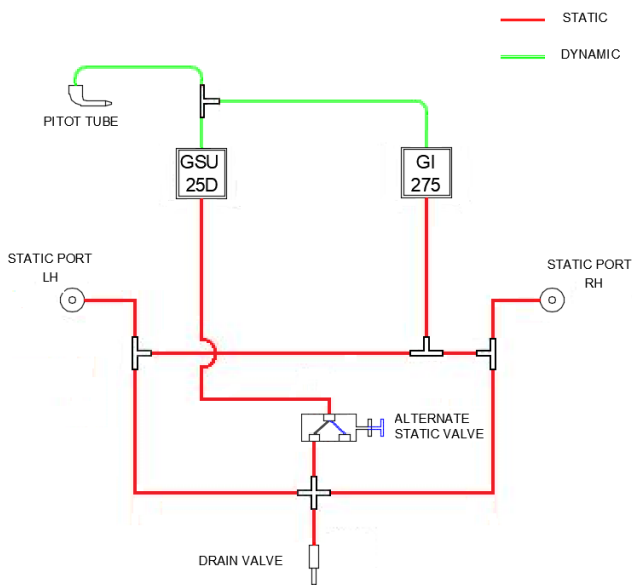 STATIC
DYNAMIC
PITOT TUBE
GSU
25D
GI
275
STATIC PORT
LH
STATIC PORT
RH
ALTERNATE
STATIC VALVE
DRAIN VALVE